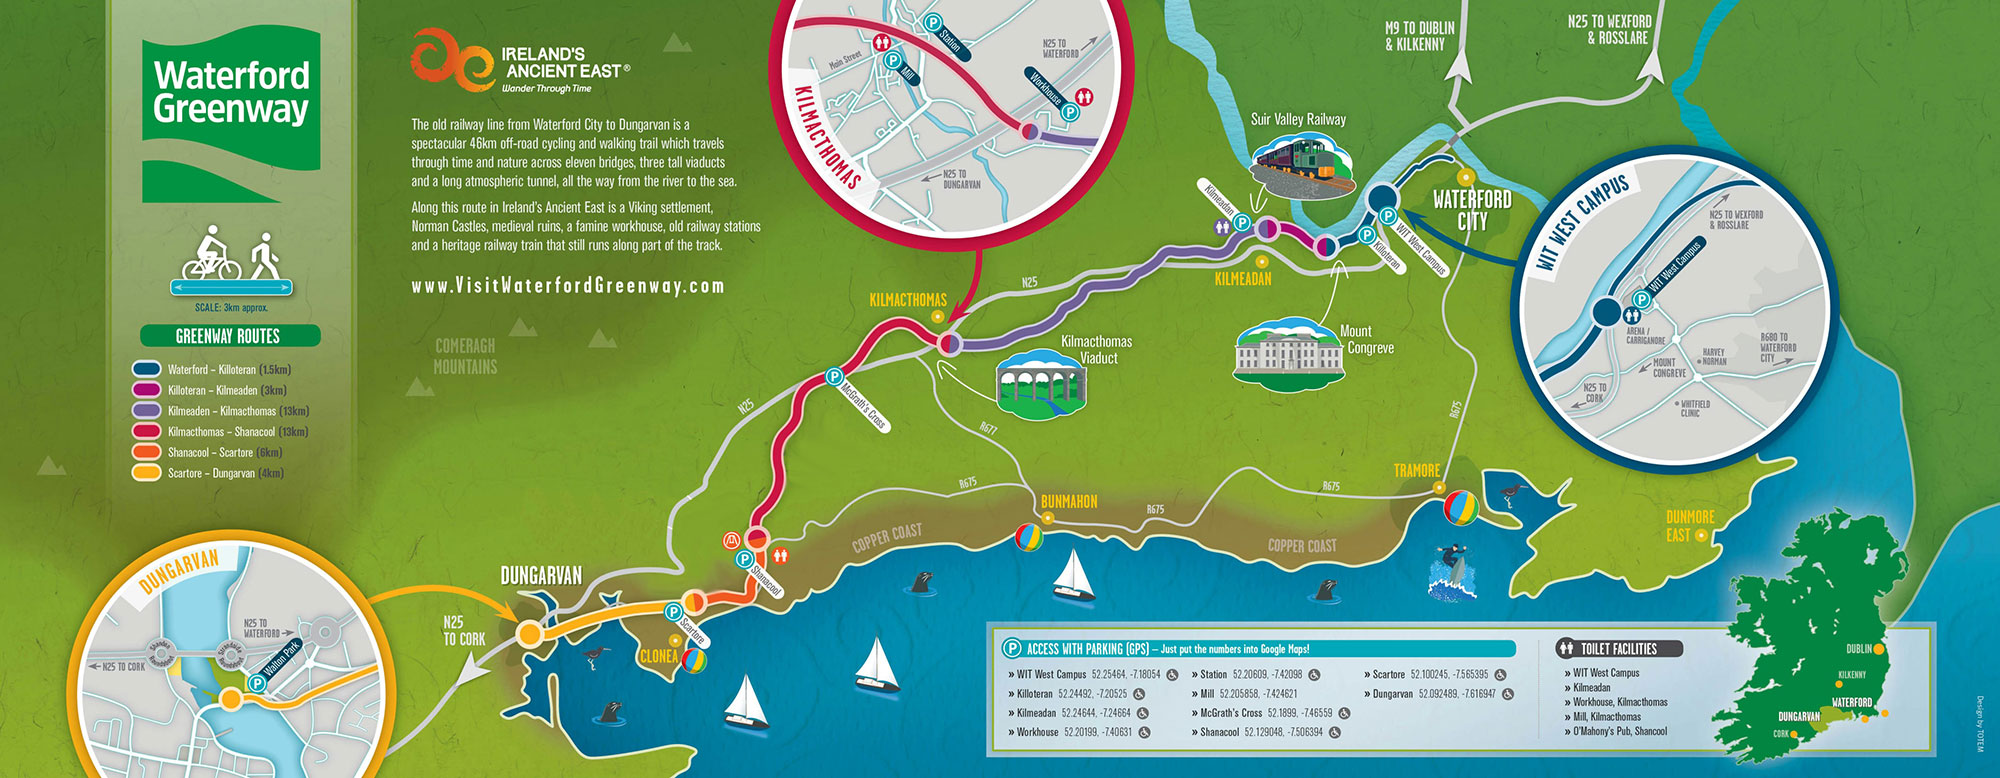 Waterford
Greenway
SCALE: 3km approx.
GREENWAY ROUTES
Waterford – Killoteran (1.5km)
Killoteran – Kilmeaden (3km)
Kilmeaden – Kilmacthomas (13km)
Kilmacthomas – Shanacool (13km)
Shanacool – Scartore (6km)
Scartore – Dungarvan (4km)
IRELAND'S
ANCIENT EAST®
Wander Through Time
The old railway line from Waterford City to Dungarvan is a
spectacular 46km off-road cycling and walking trail which travels
through time and nature across eleven bridges, three tall viaducts
and a long atmospheric tunnel, all the way from the river to the sea.
Along this route in Ireland's Ancient East is a Viking settlement,
Norman Castles, medieval ruins, a famine workhouse, old railway stations
and a heritage railway train that still runs along part of the track.
www.VisitWaterfordGreenway.com
COMERAGH
MOUNTAINS
KILMACTHOMAS
Main Street
P
Station
P
Mill
N25 TO
WATERFORD
Workhouse
P
N25 TO
DUNGARVAN
M9 TO DUBLIN
& KILKENNY
N25 TO WEXFORD
& ROSSLARE
Suir Valley Railway
Kilmeadan
P
WATERFORD
CITY
P
WIT West Campus
P
Killoteran
KILMEADAN
N25
KILMACTHOMAS
Kilmacthomas
Viaduct
Mount
Congreve
P
McGrath's Cross
N25
R677
R675
R675
R675
R675
TRAMORE
BUNMAHON
COPPER COAST
COPPER COAST
DUNMORE
EAST
P
Shanacool
P
Scartore
CLONEA
DUNGARVAN
N25
TO CORK
WIT WEST CAMPUS
N25 TO WEXFORD
& ROSSLARE
P
WIT West Campus
ARENA /
CARRIGANORE
MOUNT
CONGREVE
HARVEY
NORMAN
R680 TO
WATERFORD
CITY
N25 TO
CORK
WHITFIELD
CLINIC
DUNGARVAN
N25 TO
WATERFORD
N25 TO CORK
Shandon
Roundabout
Strandside
Roundabout
P
Walton Park
P ACCESS WITH PARKING (GPS) – Just put the numbers into Google Maps!
» WIT West Campus 52.25464, -7.18054
» Killoteran 52.24492, -7.20525
» Kilmeadan 52.24644, -7.24664
» Workhouse 52.20199, -7.40631
» Station 52.20609, -7.42098
» Mill 52.205858, -7.424621
» McGrath's Cross 52.1899, -7.46559
» Shanacool 52.129048, -7.506394
» Scartore 52.100245, -7.565395
» Dungarvan 52.092489, -7.616947
TOILET FACILITIES
» WIT West Campus
» Kilmeadan
» Workhouse, Kilmacthomas
» Mill, Kilmacthomas
» O'Mahony's Pub, Shancool
DUBLIN
KILKENNY
WATERFORD
DUNGARVAN
CORK
Design by TOTEM